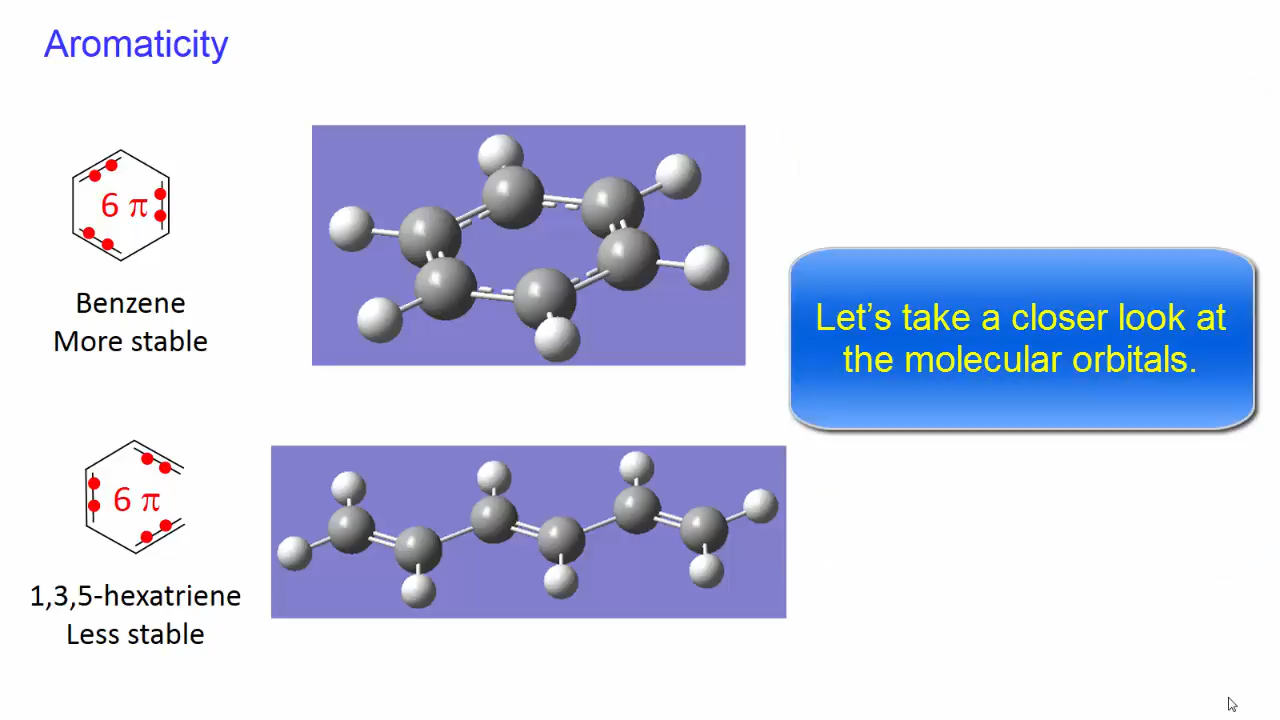 Aromaticity
6 π
Benzene
More stable
Let’s take a closer look at
the molecular orbitals.
6 π
1,3,5-hexatriene
Less stable